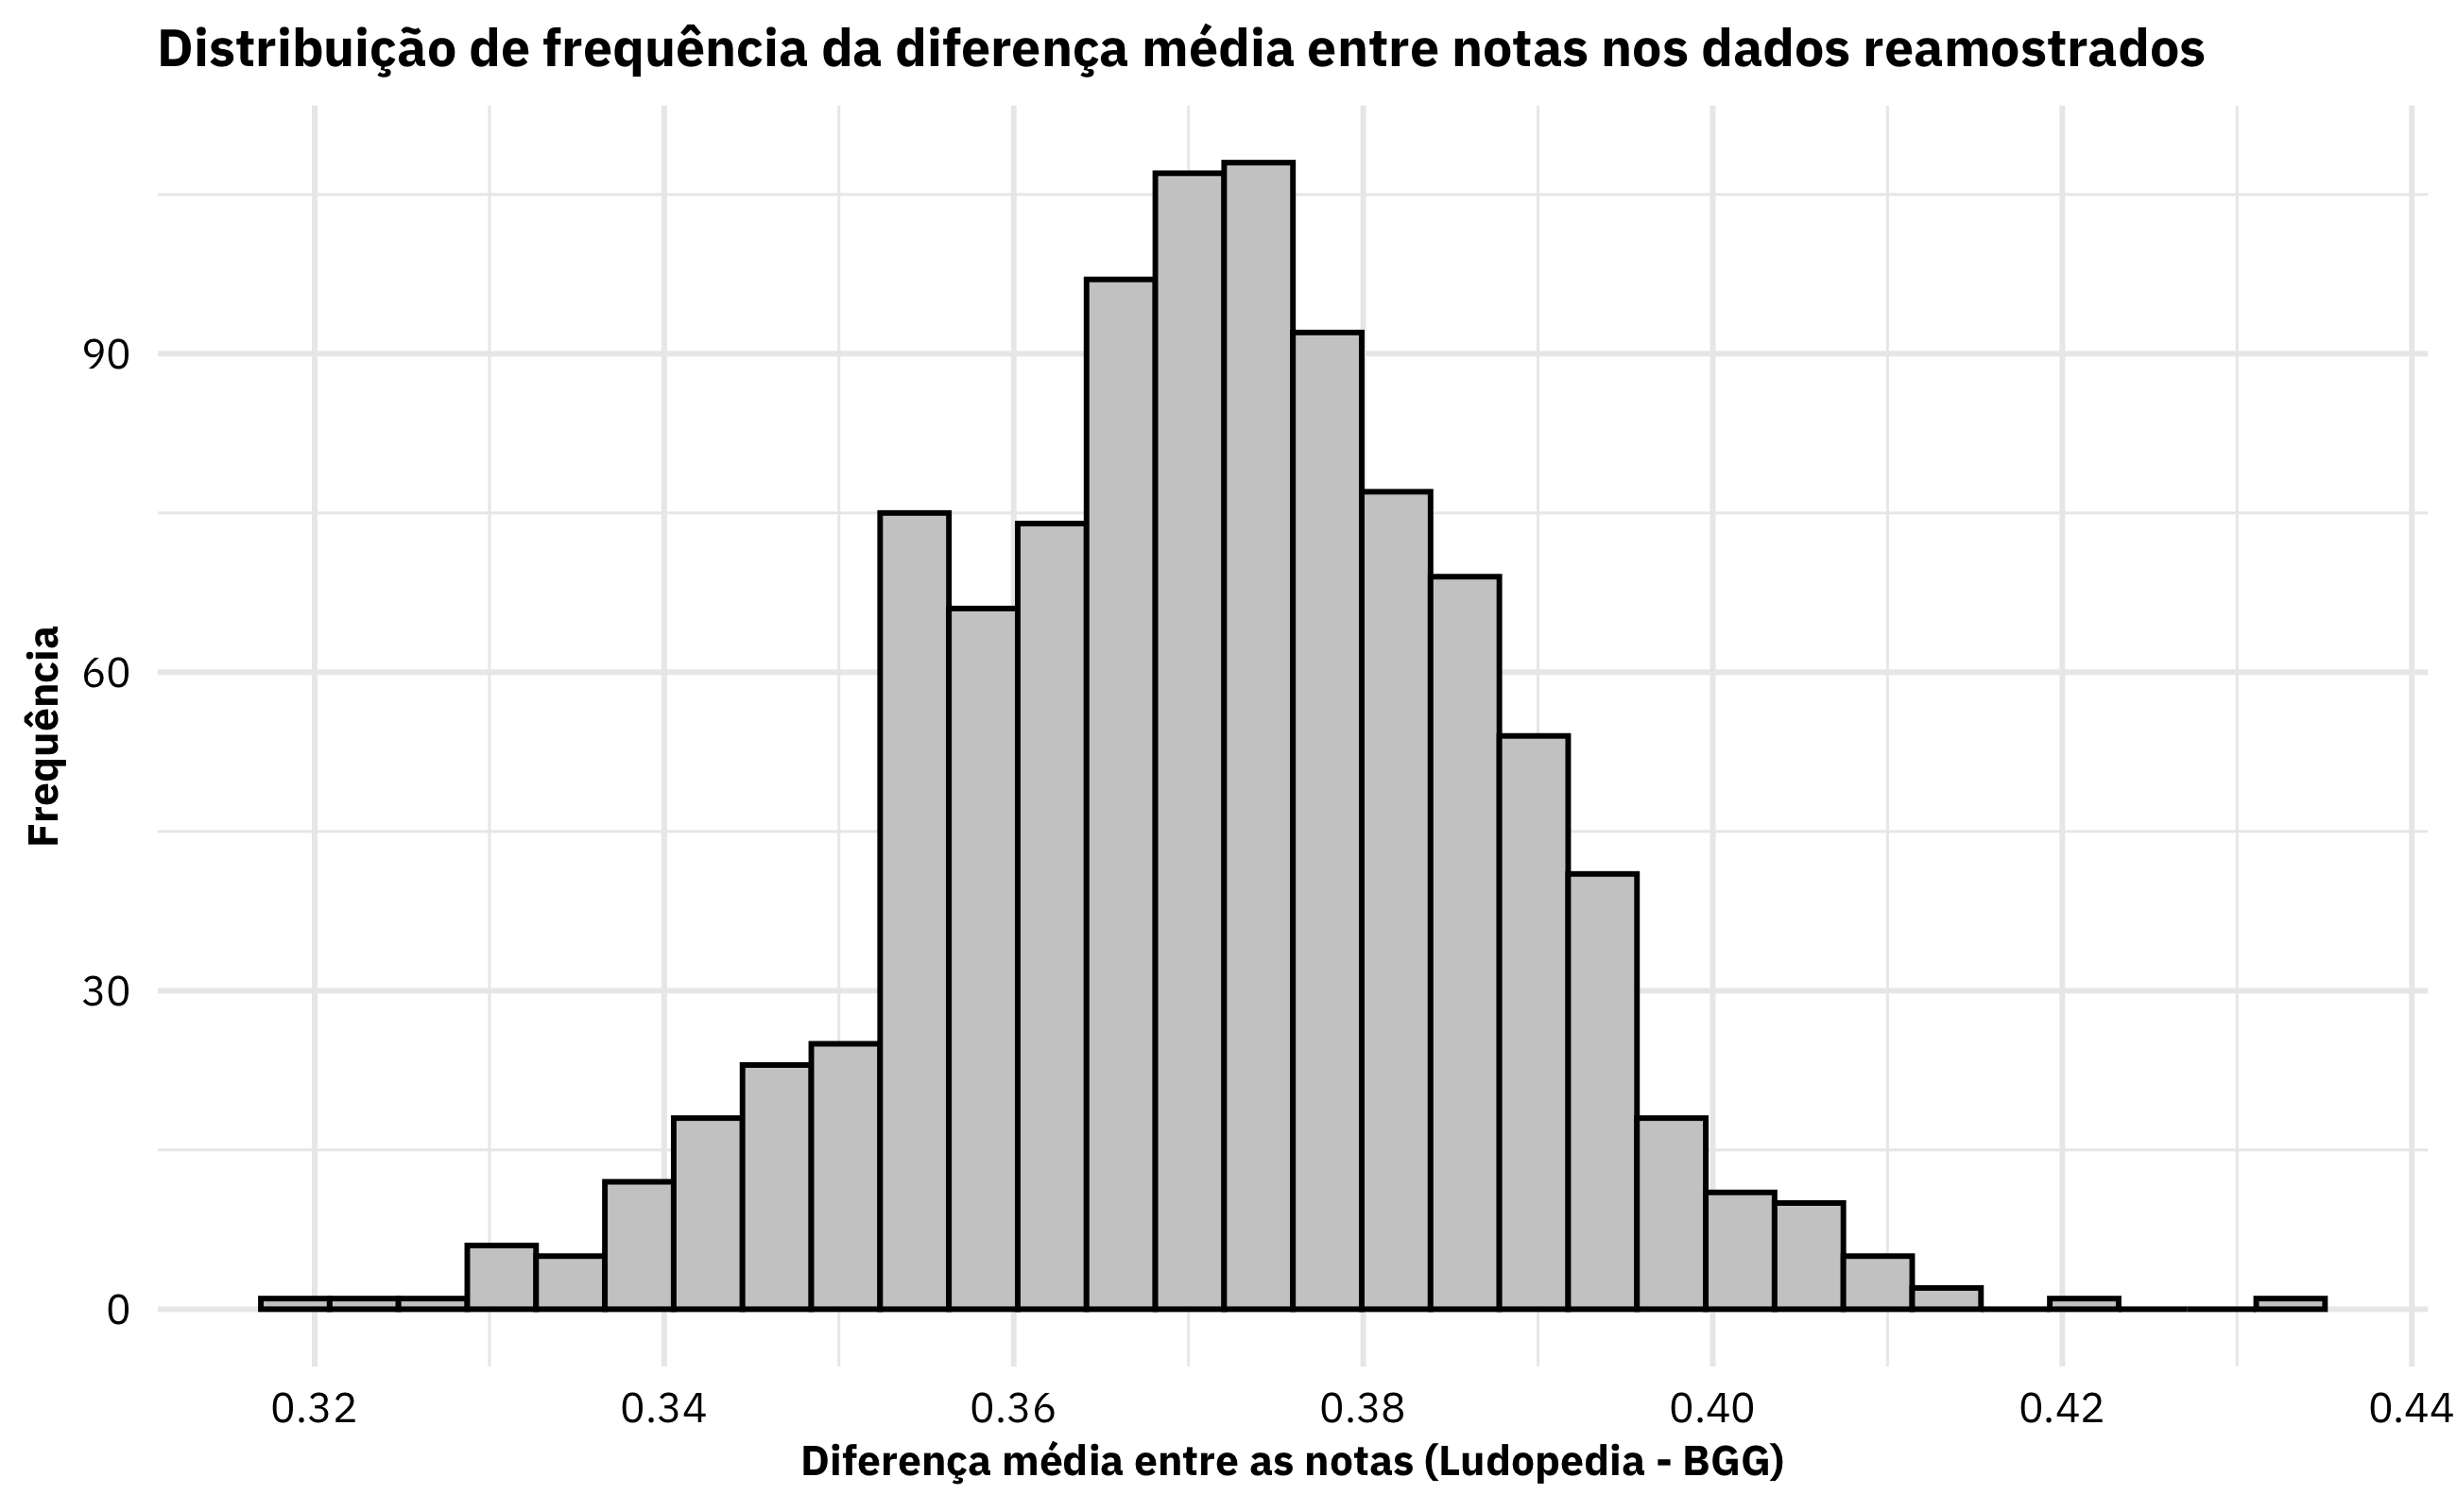 Distribuição de frequência da diferença média entre notas nos dados reamostrados
Frequência
90
60
30
0
0.32 0.34 0.36 0.38 0.40 0.42 0.44
Diferença média entre as notas (Ludopedia - BGG)